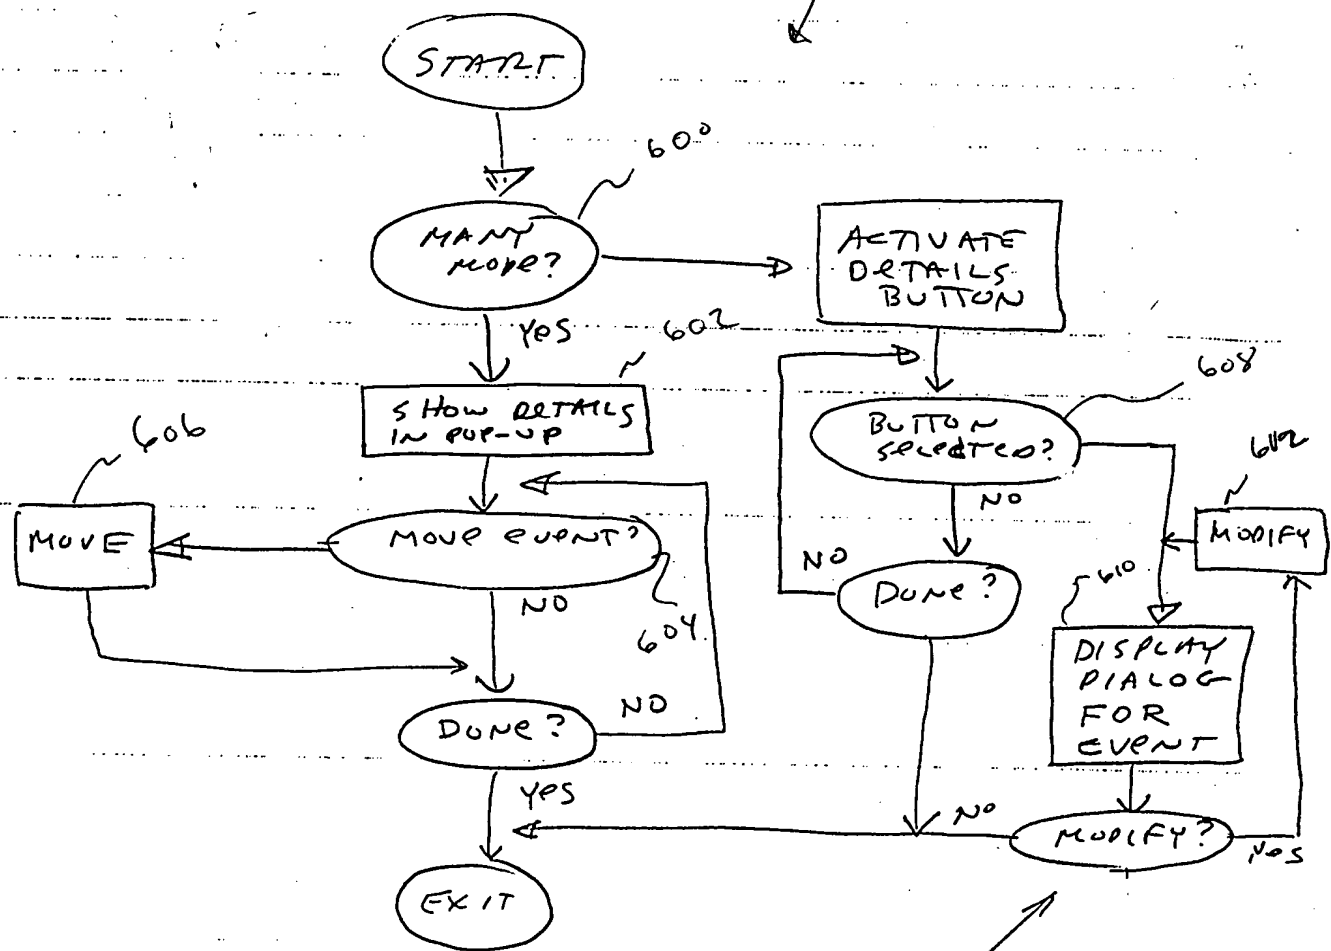 START
600
MANY
MODE?
YES
602
SHOW DETAILS
IN POP-UP
606
MOVE
MOVE EVENT?
604
NO
DONE?
NO
YES
EXIT
ACTIVATE
DETAILS
BUTTON
608
BUTTON
SELECTED?
NO
DONE?
NO
612
MODIFY
610
DISPLAY
DIALOG
FOR
EVENT
MODIFY?
NO
YES